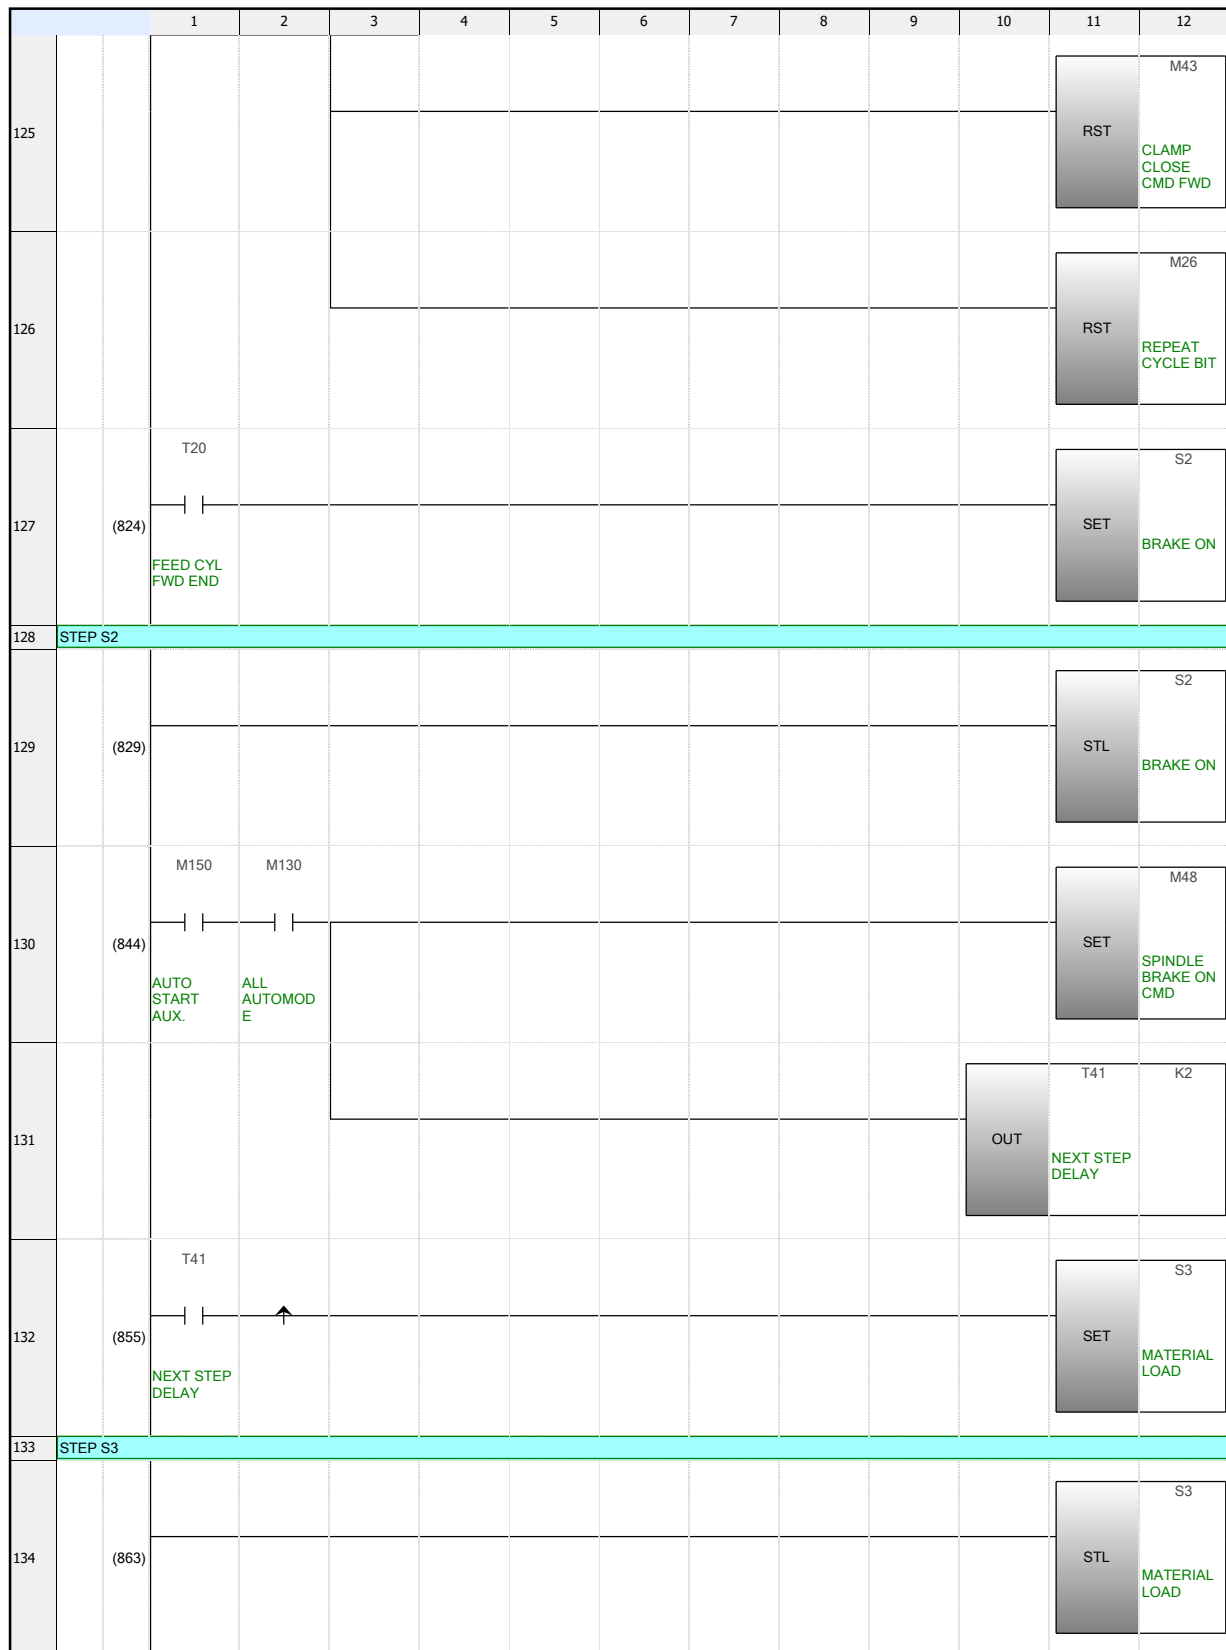 1 2 3 4 5 6 7 8 9 10 11 12
M43
125
RST
CLAMP
CLOSE
CMD FWD
M26
126
RST
REPEAT
CYCLE BIT
T20
S2
127
(824)
SET
BRAKE ON
FEED CYL
FWD END
128 STEP S2
S2
129
(829)
STL
BRAKE ON
M150 M130
M48
130
(844)
SET
SPINDLE
BRAKE ON
CMD
AUTO
START
AUX.
ALL
AUTOMOD
E
T41 K2
131
OUT
NEXT STEP
DELAY
T41
S3
132
(855)
SET
MATERIAL
LOAD
NEXT STEP
DELAY
133 STEP S3
S3
134
(863)
STL
MATERIAL
LOAD